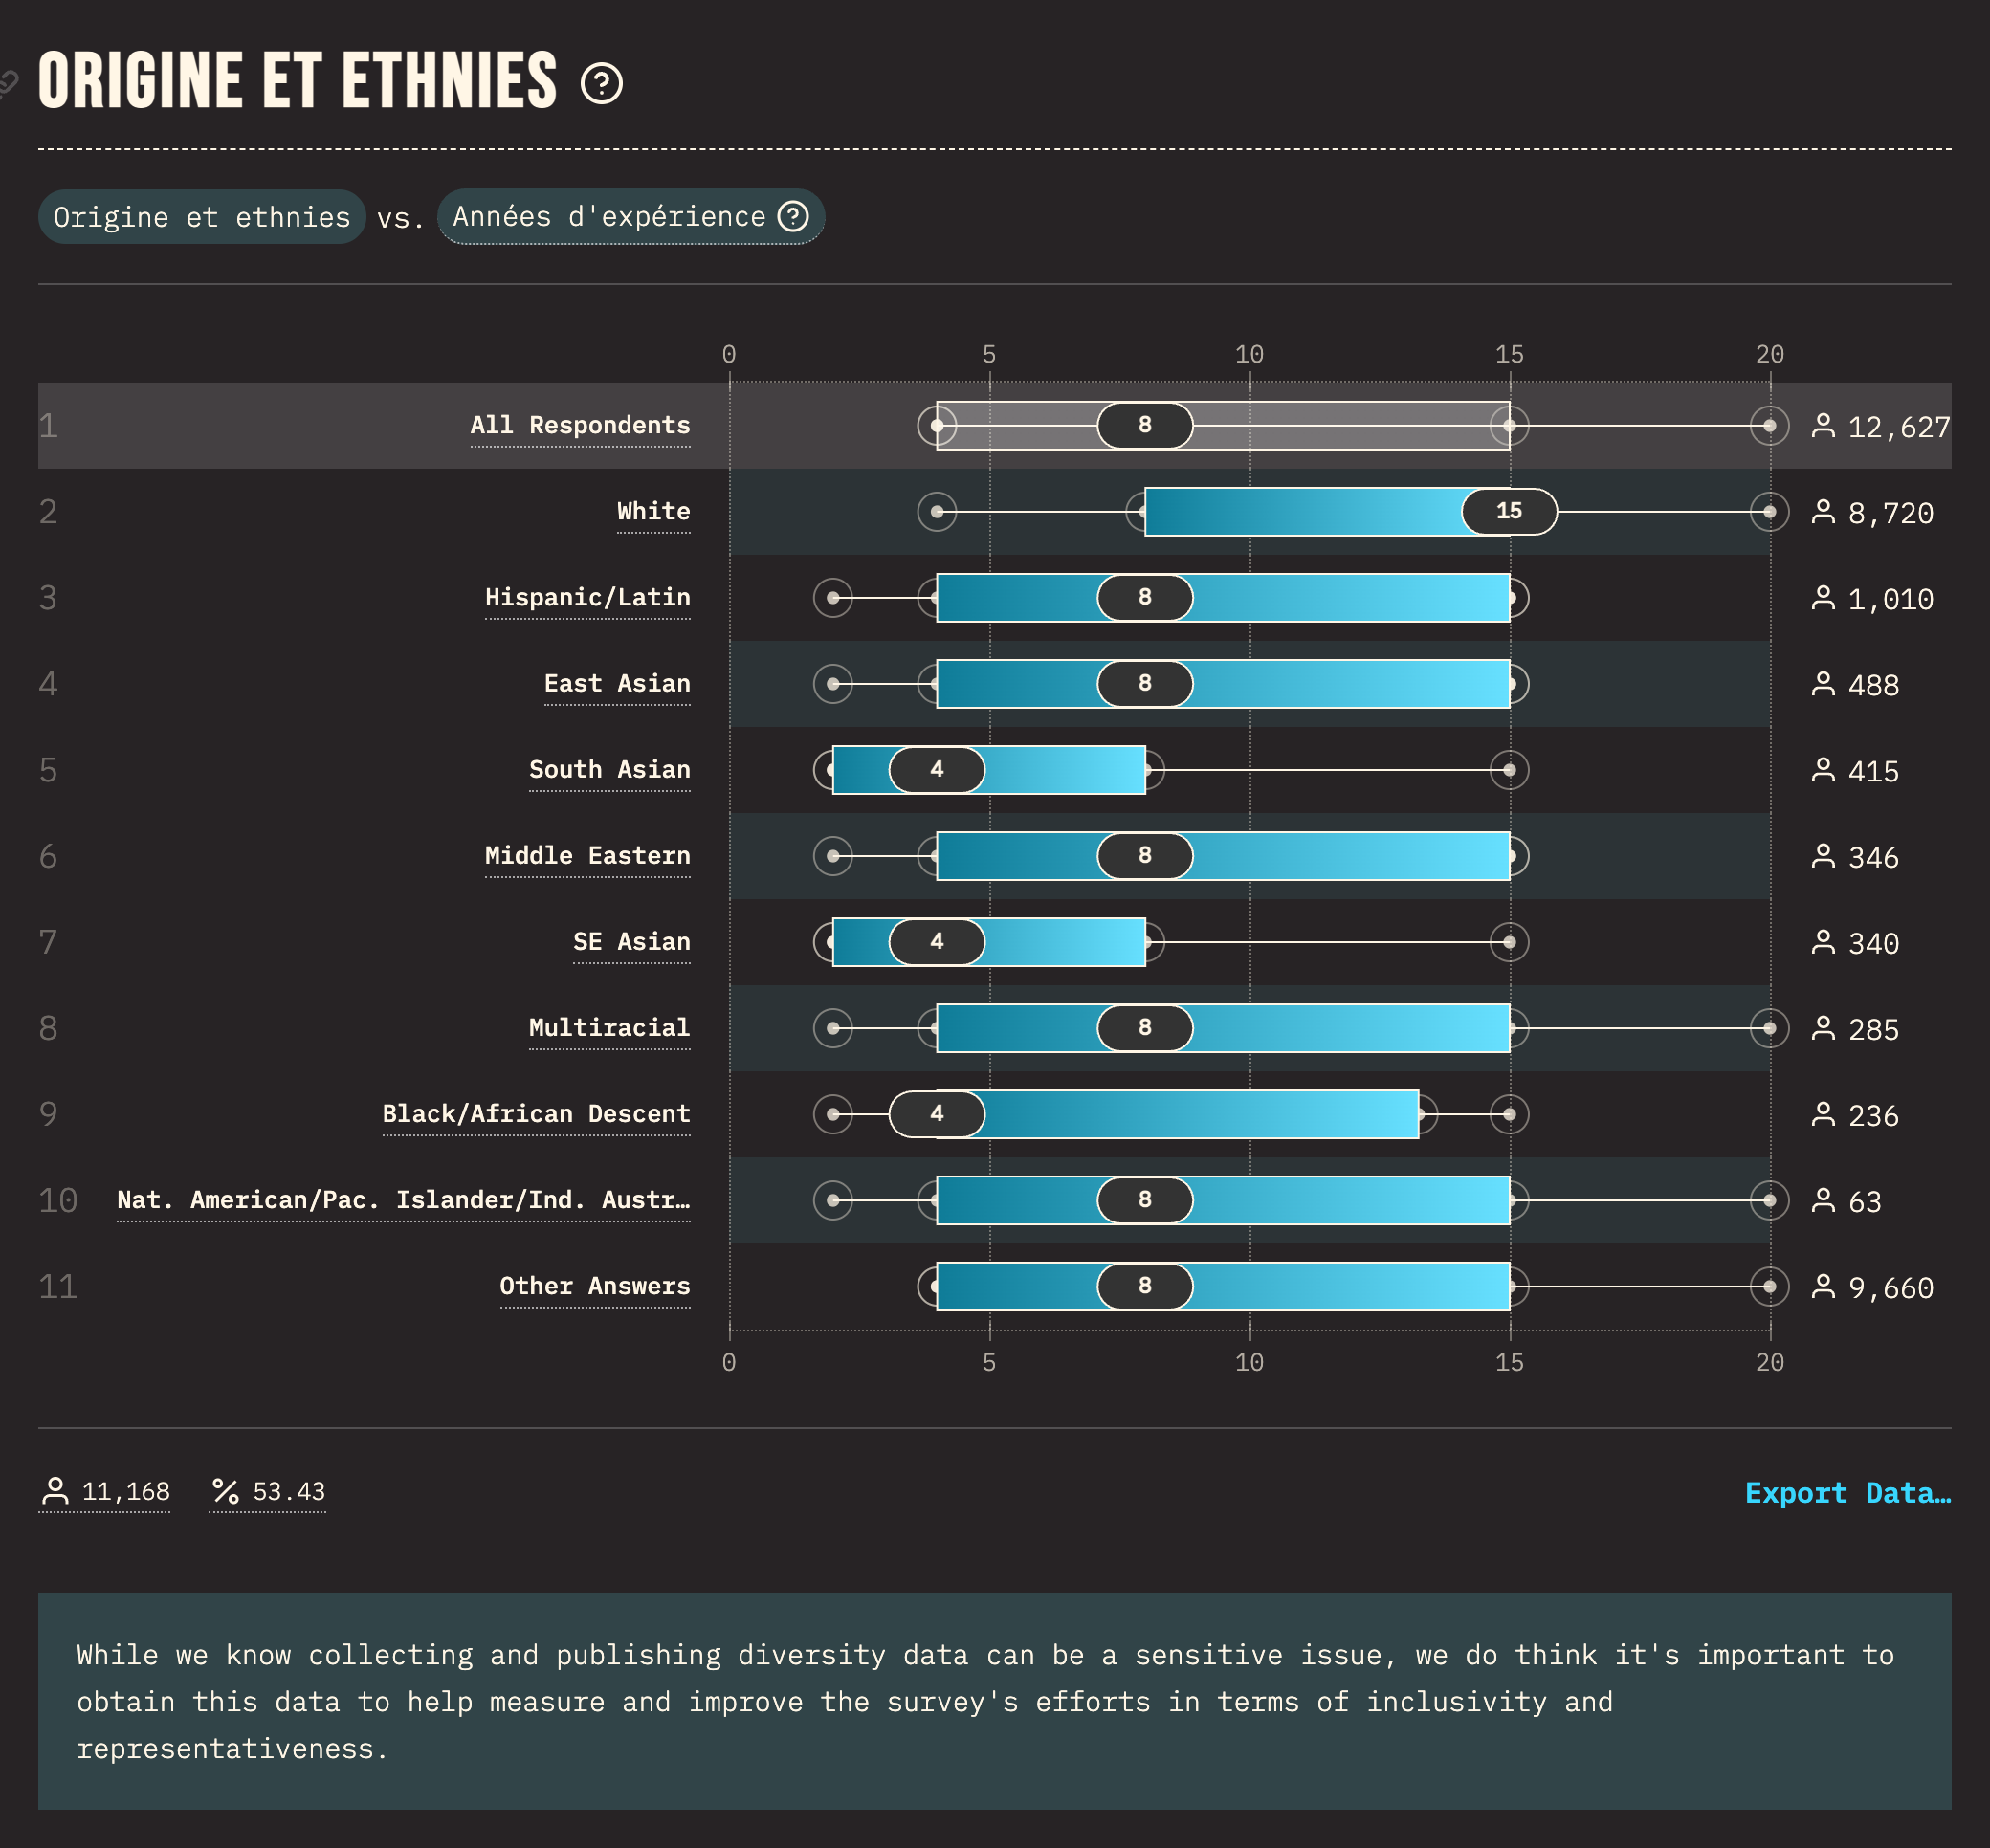 ORIGINE ET ETHNIES ?
Origine et ethnies vs. Années d'expérience ?
0 5 10 15 20
1 All Respondents 8 12,627
2 White 15 8,720
3 Hispanic/Latin 8 1,010
4 East Asian 8 488
5 South Asian 4 415
6 Middle Eastern 8 346
7 SE Asian 4 340
8 Multiracial 8 285
9 Black/African Descent 4 236
10 Nat. American/Pac. Islander/Ind. Austr… 8 63
11 Other Answers 8 9,660
0 5 10 15 20
11,168 % 53.43 Export Data…
While we know collecting and publishing diversity data can be a sensitive issue, we do think it's important to
obtain this data to help measure and improve the survey's efforts in terms of inclusivity and
representativeness.